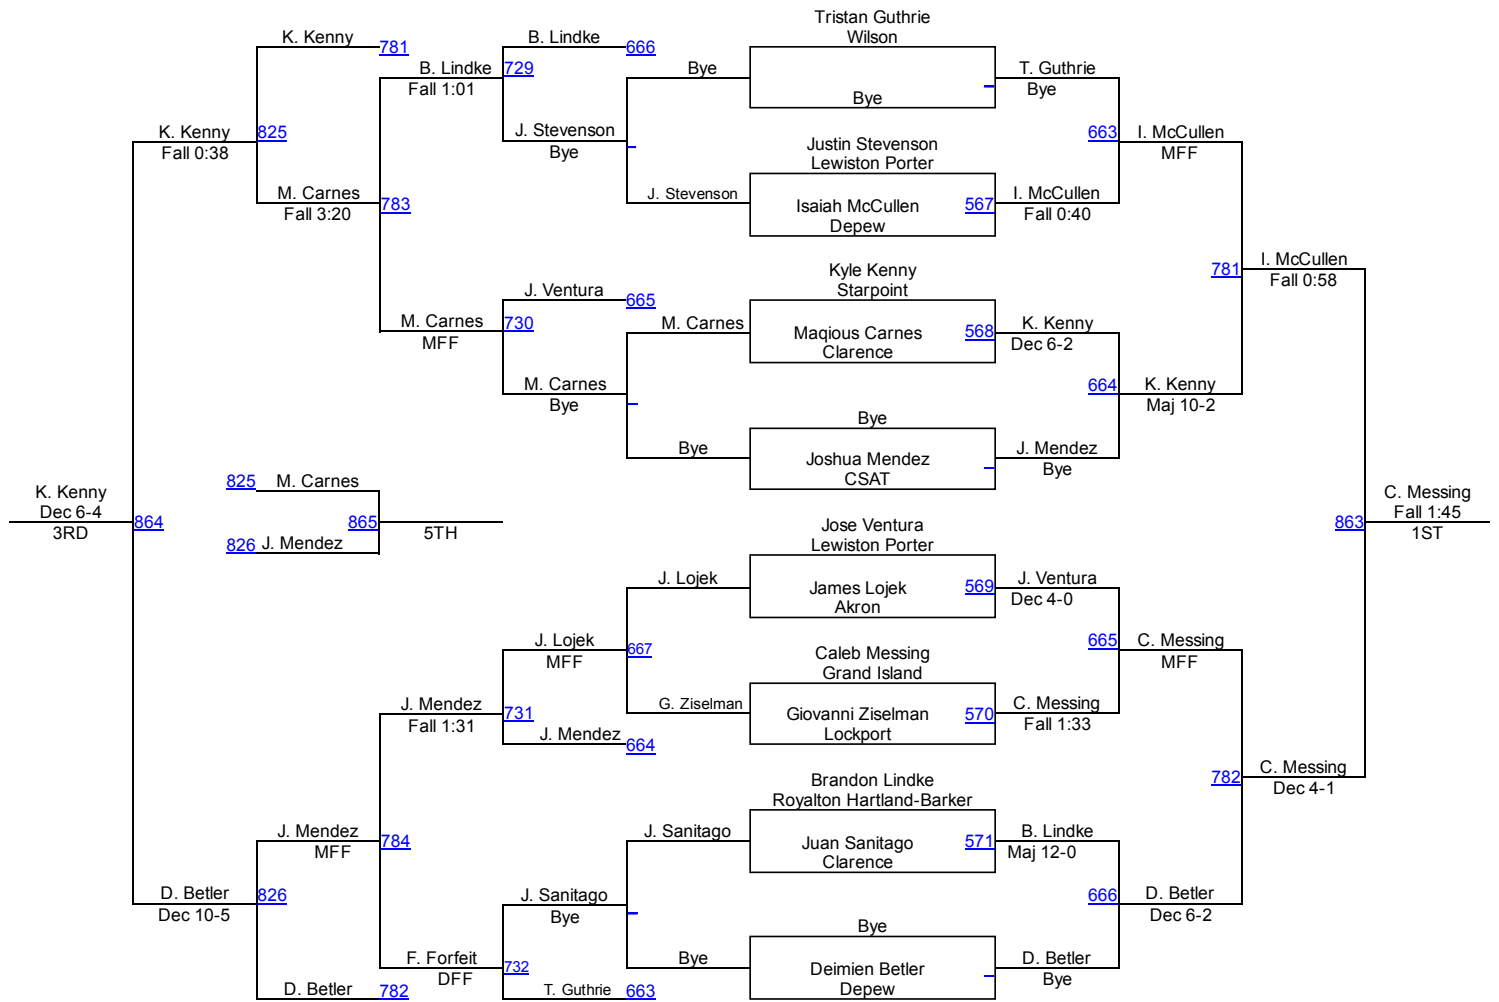 Tristan Guthrie
Wilson
K. Kenny
781
B. Lindke
666
B. Lindke
729
Fall 1:01
Bye
Bye
T. Guthrie
Bye
K. Kenny
825
Fall 0:38
J. Stevenson
Bye
Justin Stevenson
Lewiston Porter
663
I. McCullen
MFF
M. Carnes
783
Fall 3:20
J. Stevenson
Isaiah McCullen
Depew
567
I. McCullen
Fall 0:40
Kyle Kenny
Starpoint
781
I. McCullen
Fall 0:58
J. Ventura
665
M. Carnes
730
MFF
M. Carnes
Maqious Carnes
Clarence
568
K. Kenny
Dec 6-2
M. Carnes
Bye
664
K. Kenny
Maj 10-2
Bye
Bye
Joshua Mendez
CSAT
J. Mendez
Bye
825
M. Carnes
K. Kenny
Dec 6-4
3RD
864
865
5TH
826
J. Mendez
C. Messing
Fall 1:45
1ST
863
Jose Ventura
Lewiston Porter
J. Lojek
James Lojek
Akron
569
J. Ventura
Dec 4-0
J. Lojek
MFF
667
Caleb Messing
Grand Island
665
C. Messing
MFF
J. Mendez
731
Fall 1:31
G. Ziselman
Giovanni Ziselman
Lockport
570
C. Messing
Fall 1:33
J. Mendez
664
Brandon Lindke
Royalton Hartland-Barker
782
C. Messing
Dec 4-1
J. Mendez
784
MFF
J. Sanitago
Juan Sanitago
Clarence
571
B. Lindke
Maj 12-0
D. Betler
826
Dec 10-5
J. Sanitago
Bye
666
D. Betler
Dec 6-2
Bye
F. Forfeit
732
DFF
Bye
Deimien Betler
Depew
D. Betler
Bye
D. Betler
782
T. Guthrie
663